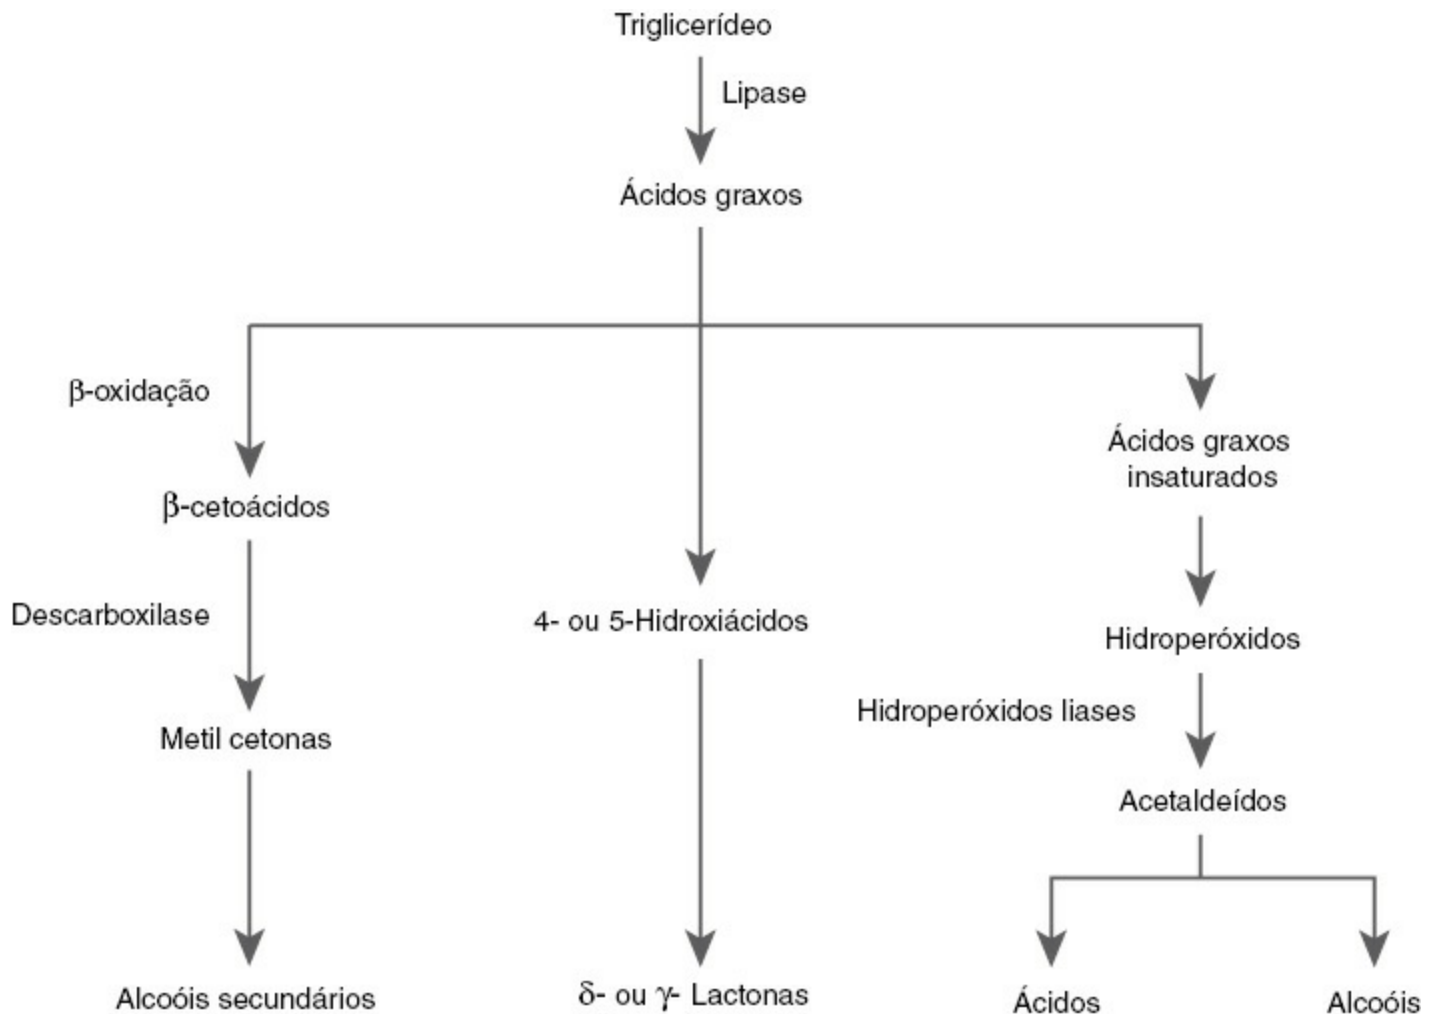 Triglicerídeo
Lipase
Ácidos graxos
β-oxidação
Ácidos graxos
insaturados
β-cetoácidos
Descarboxilase
4- ou 5-Hidroxiácidos
Hidroperóxidos
Hidroperóxidos liases
Metil cetonas
Acetaldeídos
Alcoóis secundários
δ- ou γ- Lactonas
Ácidos
Alcoóis